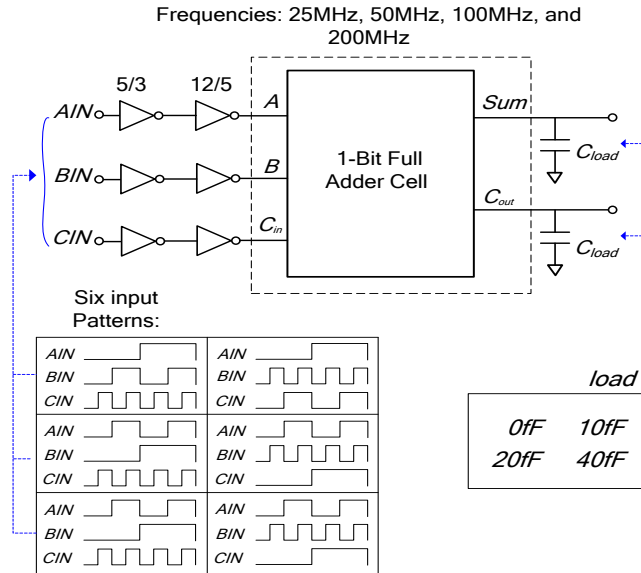 Frequencies: 25MHz, 50MHz, 100MHz, and
200MHz
5/3 12/5
AIN A Sum
Cload
BIN B 1-Bit Full
Adder Cell
Cout
CIN Cin
Cload
Six input
Patterns:
AIN AIN
BIN BIN
CIN CIN
AIN AIN
BIN BIN
CIN CIN
AIN AIN
BIN BIN
CIN CIN
load
0fF 10fF
20fF 40fF